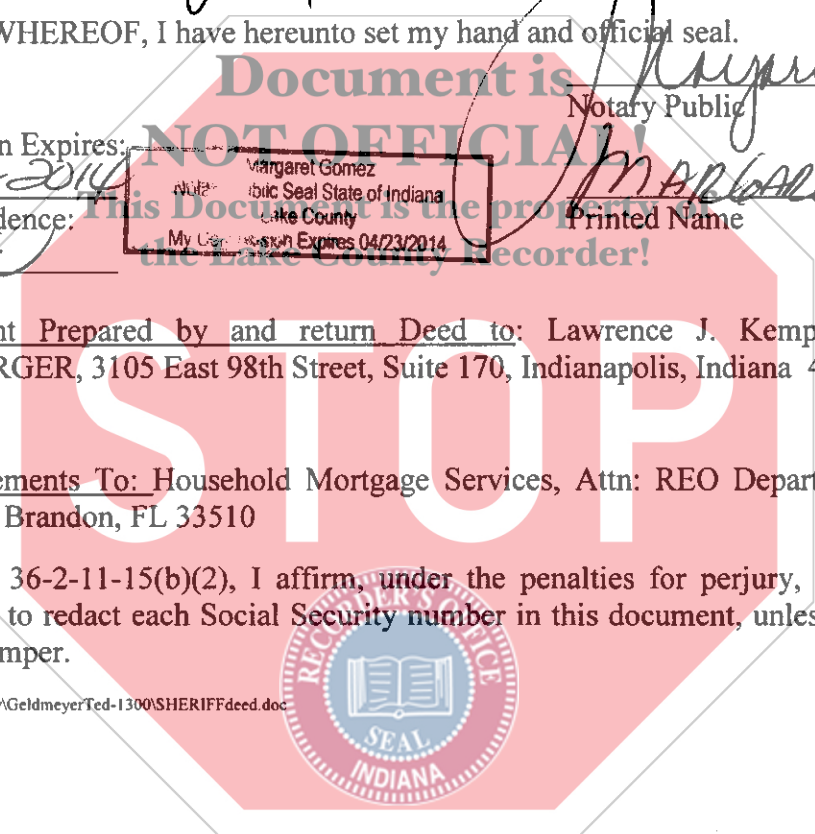 WHEREOF, I have hereunto set my hand and official seal.
Document is
NOT OFFICIAL!
This Document is the property of
the Lake County Recorder!
Notary Public
n Expires:
-2014
Margaret Gomez
Seal State of Indiana
Lake County
My Expires 04/23/2014
dence:
Printed Name
nt Prepared by and return Deed to: Lawrence J. Kemp
RGER, 3105 East 98th Street, Suite 170, Indianapolis, Indiana 4
STOP
ements To: Household Mortgage Services, Attn: REO Depart
Brandon, FL 33510
36-2-11-15(b)(2), I affirm, under the penalties for perjury,
to redact each Social Security number in this document, unles
mper.
\GeldmeyerTed-1300\SHERIFFdeed.doc
RECORDER'S OFFICE
SEAL
INDIANA